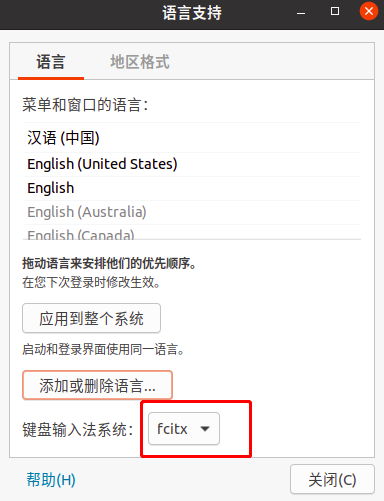 语言支持
语言 地区格式
菜单和窗口的语言：
汉语 (中国)
English (United States)
English
English (Australia)
English (Canada)
拖动语言来安排他们的优先顺序。
在您下次登录时修改生效。
应用到整个系统
启动和登录界面使用同一语言。
添加或删除语言...
键盘输入法系统： fcitx
帮助(H) 关闭(C)